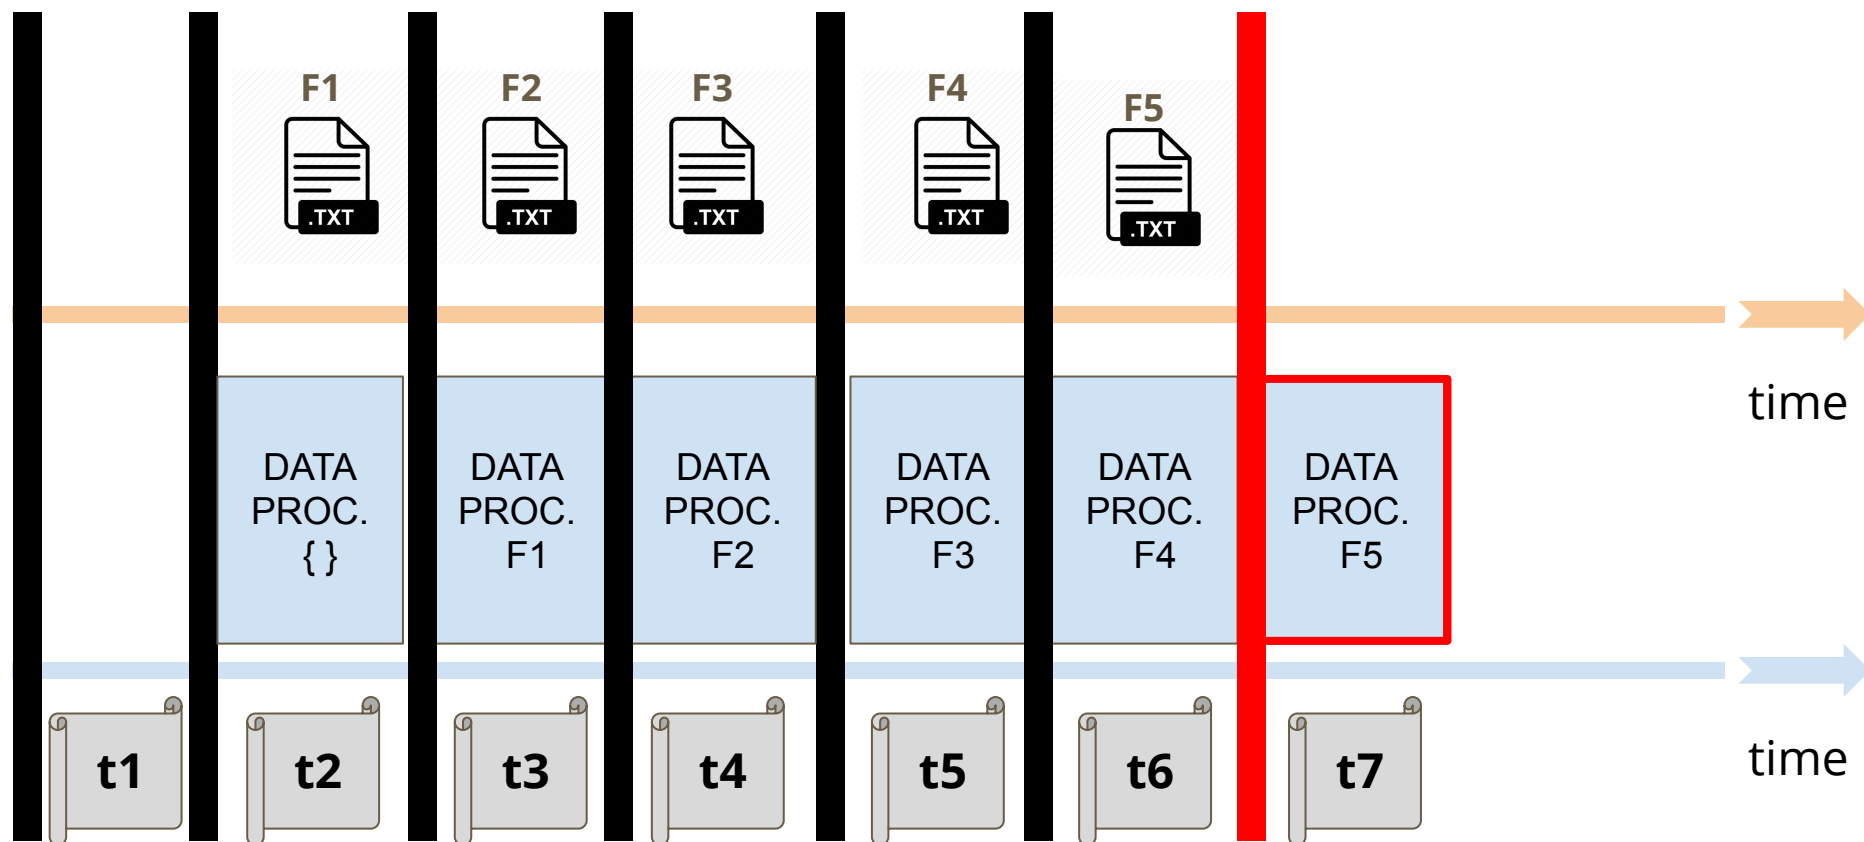 F1
F2
F3
F4
F5
.TXT
.TXT
.TXT
.TXT
.TXT
time
DATA
PROC.
{ }
DATA
PROC.
F1
DATA
PROC.
F2
DATA
PROC.
F3
DATA
PROC.
F4
DATA
PROC.
F5
t1
t2
t3
t4
t5
t6
t7
time